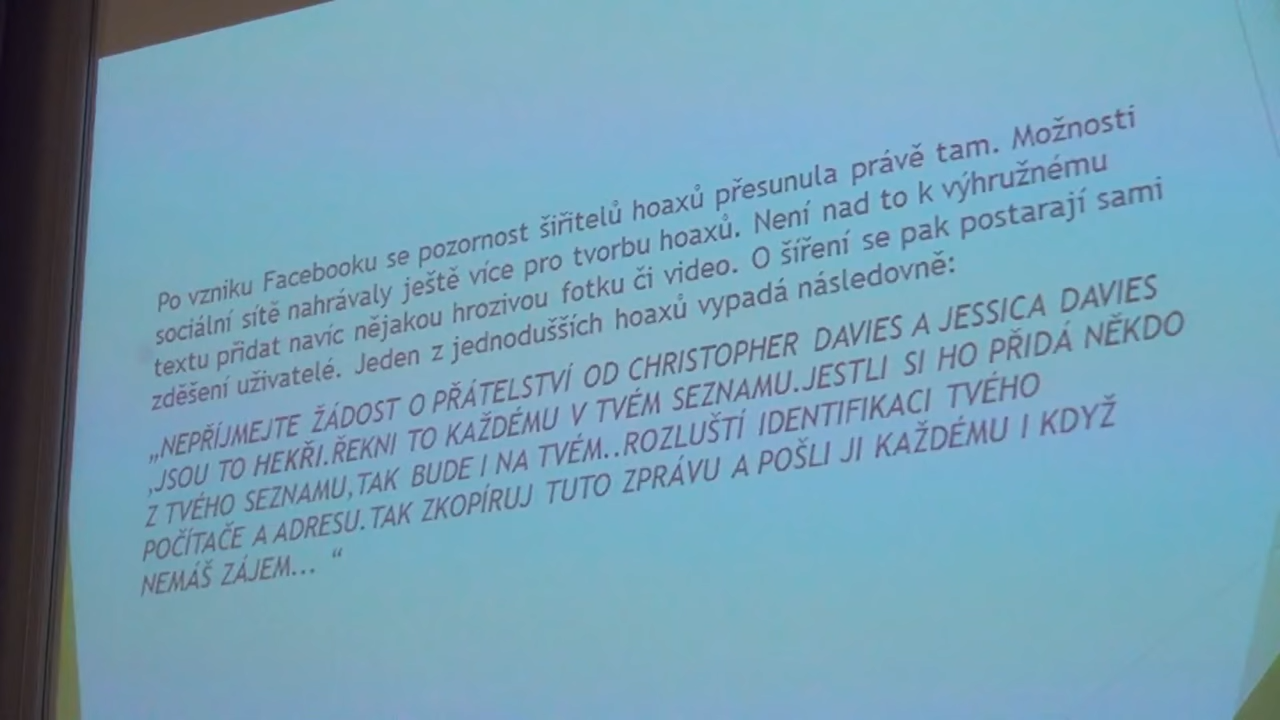 Po vzniku Facebooku se pozornost šiřitelů hoaxů přesunula právě tam. Možnosti
sociální sítě nahrávaly ještě více pro tvorbu hoaxů. Není nad to k výhružnému
textu přidat navíc nějakou hrozivou fotku či video. O šíření se pak postarají sami
zděšení uživatelé. Jeden z jednodušších hoaxů vypadá následovně:
„NEPŘÍJMEJTE ŽÁDOST O PŘÁTELSTVÍ OD CHRISTOPHER DAVIES A JESSICA DAVIES
,JSOU TO HEKŘI.ŘEKNI TO KAŽDÉMU V TVÉM SEZNAMU.JESTLI SI HO PŘIDÁ NĚKDO
Z TVÉHO SEZNAMU,TAK BUDE I NA TVÉM..ROZLUŠTÍ IDENTIFIKACI TVÉHO
POČÍTAČE A ADRESU.TAK ZKOPÍRUJ TUTO ZPRÁVU A POŠLI JI KAŽDÉMU I KDYŽ
NEMÁŠ ZÁJEM... “